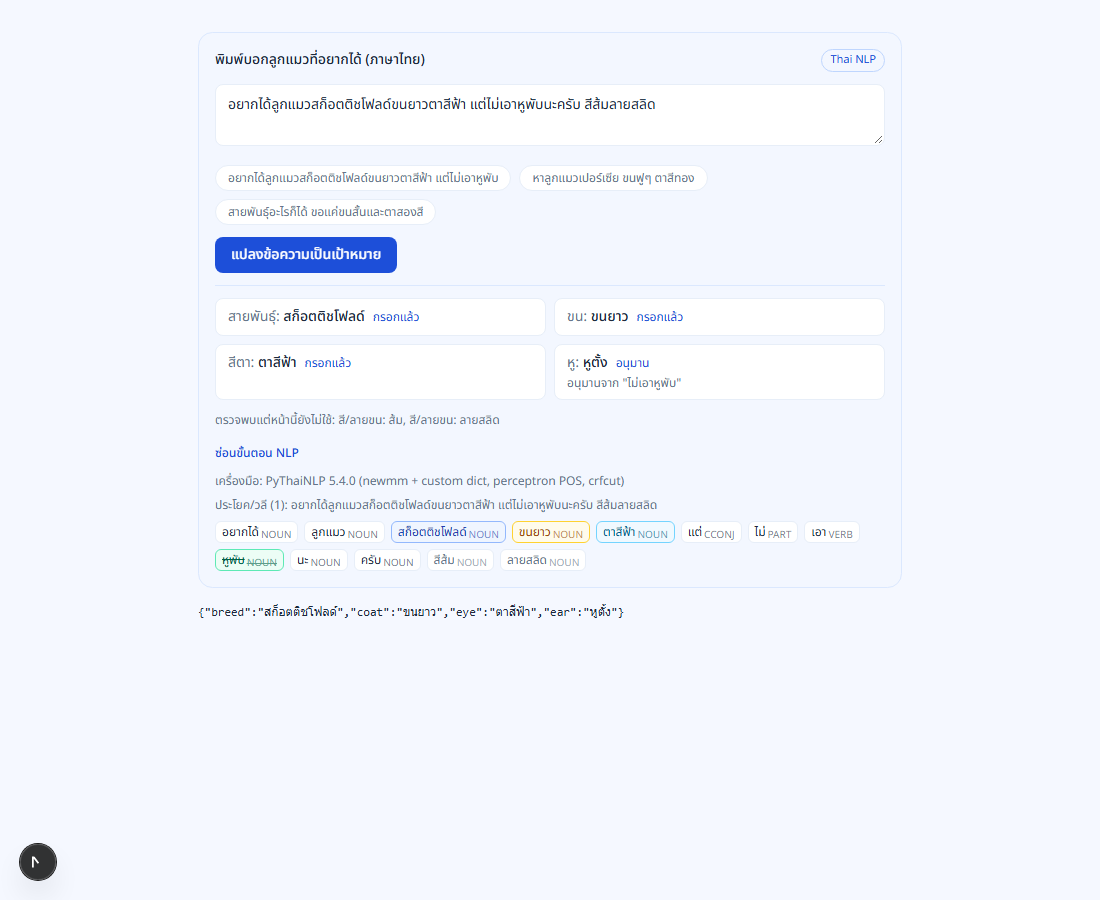 พิมพ์บอกลูกแมวที่อยากได้ (ภาษาไทย)
Thai NLP
อยากได้ลูกแมวสก็อตติชโฟลด์ขนยาวตาสีฟ้า แต่ไม่เอาหูพับนะครับ สีส้มลายสลิด
อยากได้ลูกแมวสก็อตติชโฟลด์ขนยาวตาสีฟ้า แต่ไม่เอาหูพับ
หาลูกแมวเปอร์เซีย ขนฟูๆ ตาสีทอง
สายพันธุ์อะไรก็ได้ ขอแค่ขนสั้นและตาสองสี
แปลงข้อความเป็นเป้าหมาย
สายพันธุ์: สก็อตติชโฟลด์ กรอกแล้ว
ขน: ขนยาว กรอกแล้ว
สีตา: ตาสีฟ้า กรอกแล้ว
หู: หูตั้ง อนุมาน
อนุมานจาก "ไม่เอาหูพับ"
ตรวจพบแต่หน้านี้ยังไม่ใช้: สี/ลายขน: ส้ม, สี/ลายขน: ลายสลิด
ซ่อนขั้นตอน NLP
เครื่องมือ: PyThaiNLP 5.4.0 (newmm + custom dict, perceptron POS, crfcut)
ประโยค/วลี (1): อยากได้ลูกแมวสก็อตติชโฟลด์ขนยาวตาสีฟ้า แต่ไม่เอาหูพับนะครับ สีส้มลายสลิด
อยากได้ NOUN ลูกแมว NOUN สก็อตติชโฟลด์ NOUN ขนยาว NOUN ตาสีฟ้า NOUN แต่ CCONJ ไม่ PART เอา VERB
หูพับ NOUN นะ NOUN ครับ NOUN สีส้ม NOUN ลายสลิด NOUN
{"breed":"สก็อตติชโฟลด์","coat":"ขนยาว","eye":"ตาสีฟ้า","ear":"หูตั้ง"}